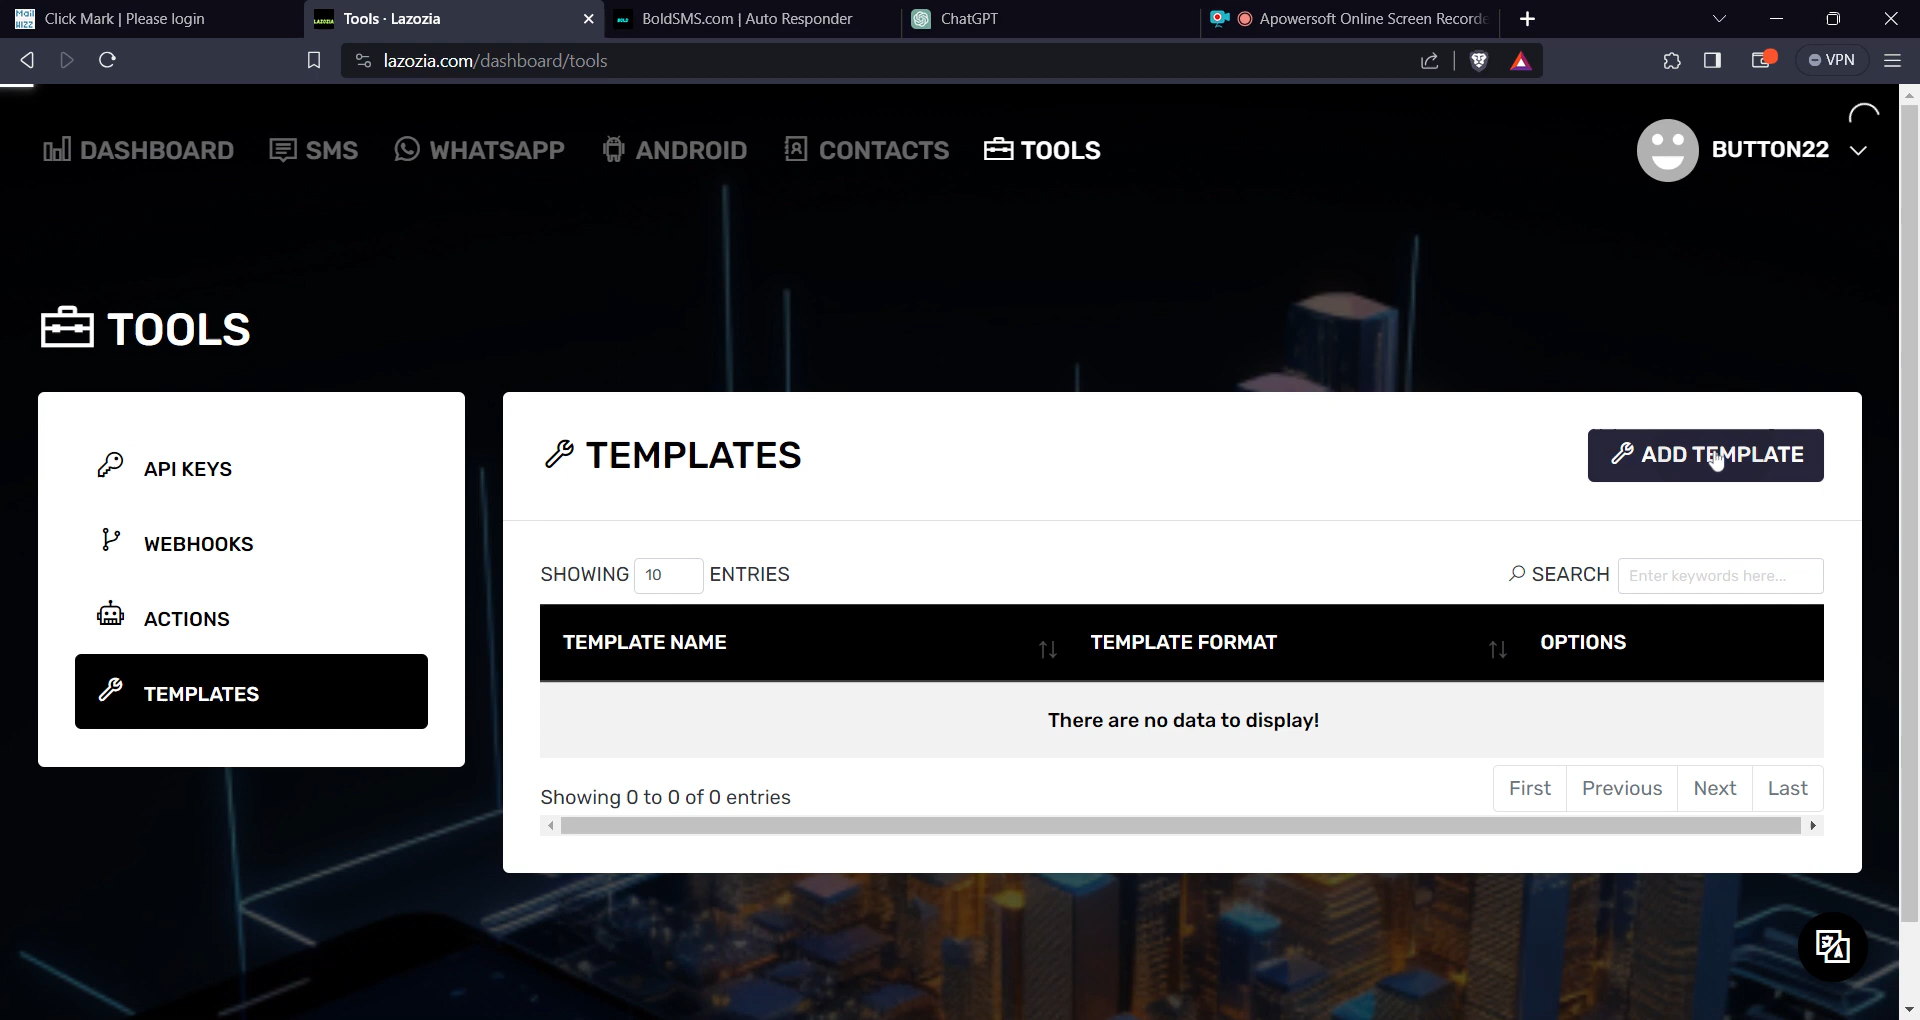 Click Mark | Please login
Tools · Lazozia
BoldSMS.com | Auto Responder
ChatGPT
Apowersoft Online Screen Recorde
lazozia.com/dashboard/tools
VPN
DASHBOARD
SMS
WHATSAPP
ANDROID
CONTACTS
TOOLS
BUTTON22
TOOLS
API KEYS
WEBHOOKS
ACTIONS
TEMPLATES
TEMPLATES
ADD TEMPLATE
SHOWING 10 ENTRIES
SEARCH Enter keywords here...
TEMPLATE NAME
TEMPLATE FORMAT
OPTIONS
There are no data to display!
Showing 0 to 0 of 0 entries
First Previous Next Last